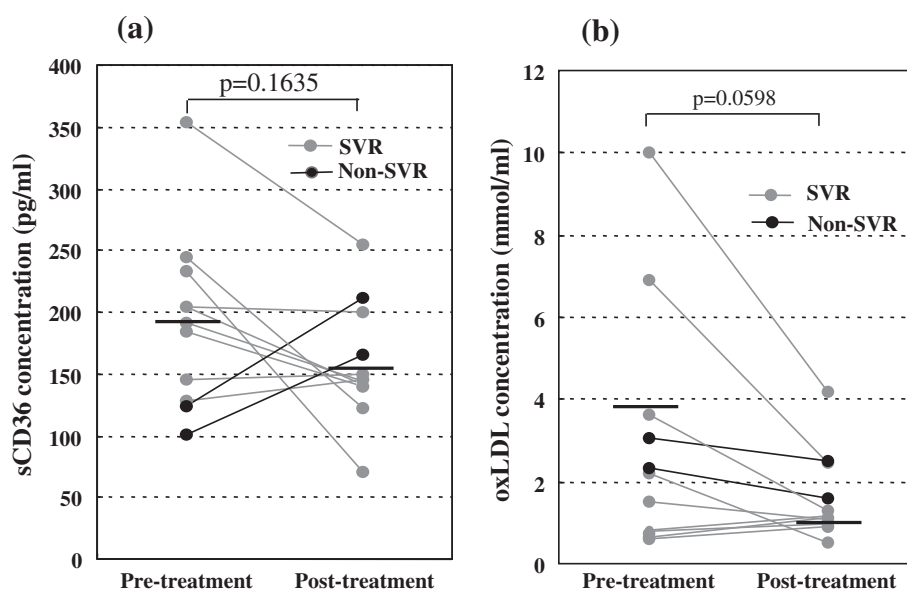 (a)
sCD36 concentration (pg/ml)
400
350
300
250
200
150
100
50
0
p=0.1635
SVR
Non-SVR
Pre-treatment Post-treatment
(b)
oxLDL concentration (mmol/ml)
12
10
8
6
4
2
0
p=0.0598
SVR
Non-SVR
Pre-treatment Post-treatment